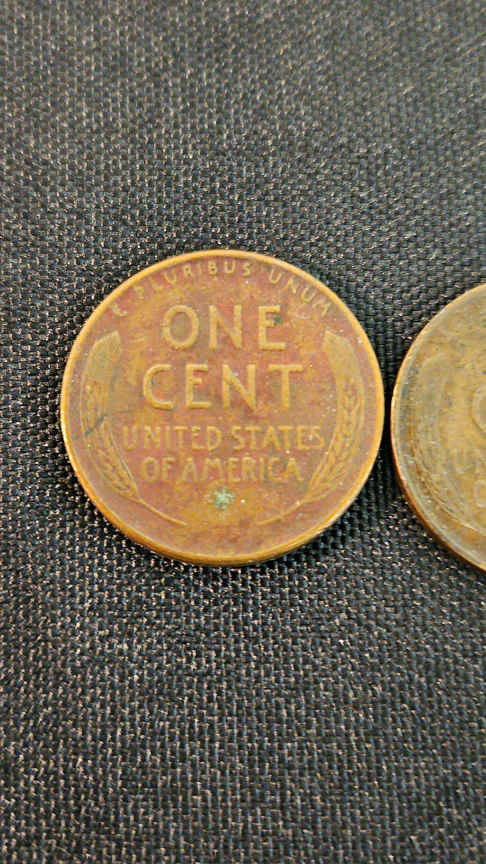 E PLURIBUS UNUM
ONE
CENT
UNITED STATES
OF AMERICA